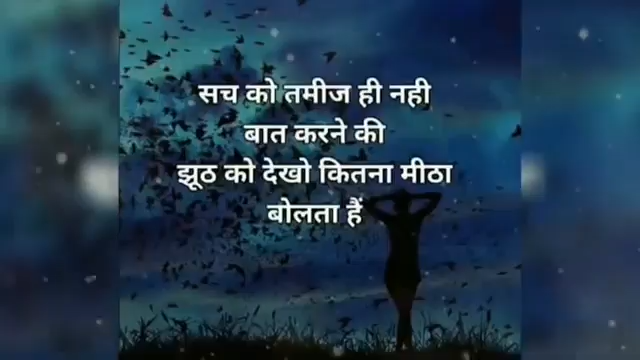 सच को तमीज ही नही
बात करने की
झूठ को देखो कितना मीठा
बोलता हैं